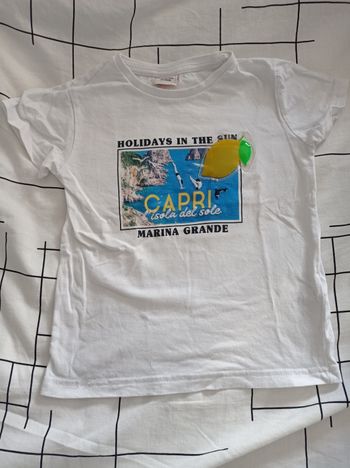 HOLIDAYS IN THE SUN
CAPRI
l'isola del sole
MARINA GRANDE